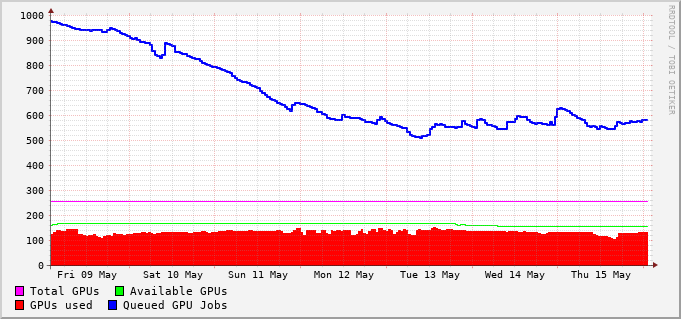 1000
900
800
700
600
500
400
300
200
100
0
Fri 09 May Sat 10 May Sun 11 May Mon 12 May Tue 13 May Wed 14 May Thu 15 May
Total GPUs Available GPUs
GPUs used Queued GPU Jobs
RRDTOOL / TOBI OETIKER